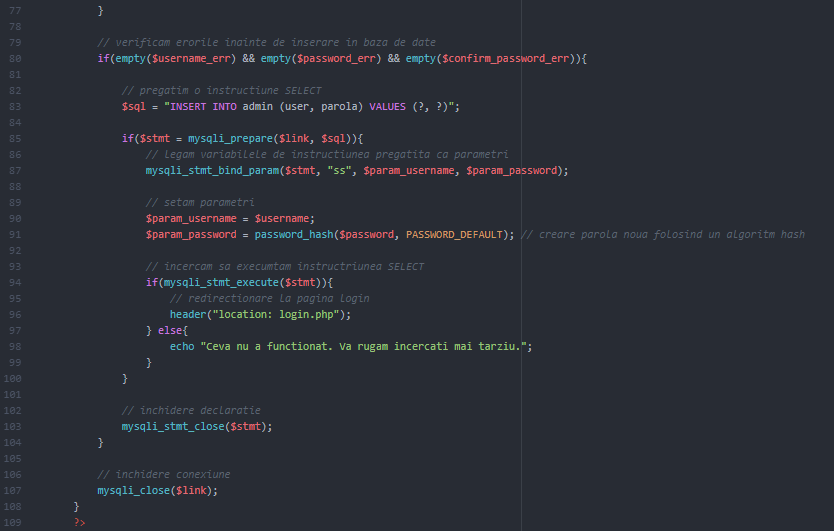 77 }
78
79 // verificam erorile inainte de inserare in baza de date
80 if(empty($username_err) && empty($password_err) && empty($confirm_password_err)){
81
82 // pregatim o instructiune SELECT
83 $sql = "INSERT INTO admin (user, parola) VALUES (?, ?)";
84
85 if($stmt = mysqli_prepare($link, $sql)){
86 // legam variabilele de instructiunea pregatita ca parametri
87 mysqli_stmt_bind_param($stmt, "ss", $param_username, $param_password);
88
89 // setam parametri
90 $param_username = $username;
91 $param_password = password_hash($password, PASSWORD_DEFAULT); // creare parola noua folosind un algoritm hash
92
93 // incercam sa execumtam instructriunea SELECT
94 if(mysqli_stmt_execute($stmt)){
95 // redirectionare la pagina login
96 header("location: login.php");
97 } else{
98 echo "Ceva nu a functionat. Va rugam incercati mai tarziu.";
99 }
100 }
101
102 // inchidere declaratie
103 mysqli_stmt_close($stmt);
104 }
105
106 // inchidere conexiune
107 mysqli_close($link);
108 }
109 ?>